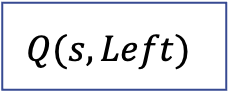 Q(s, Left)